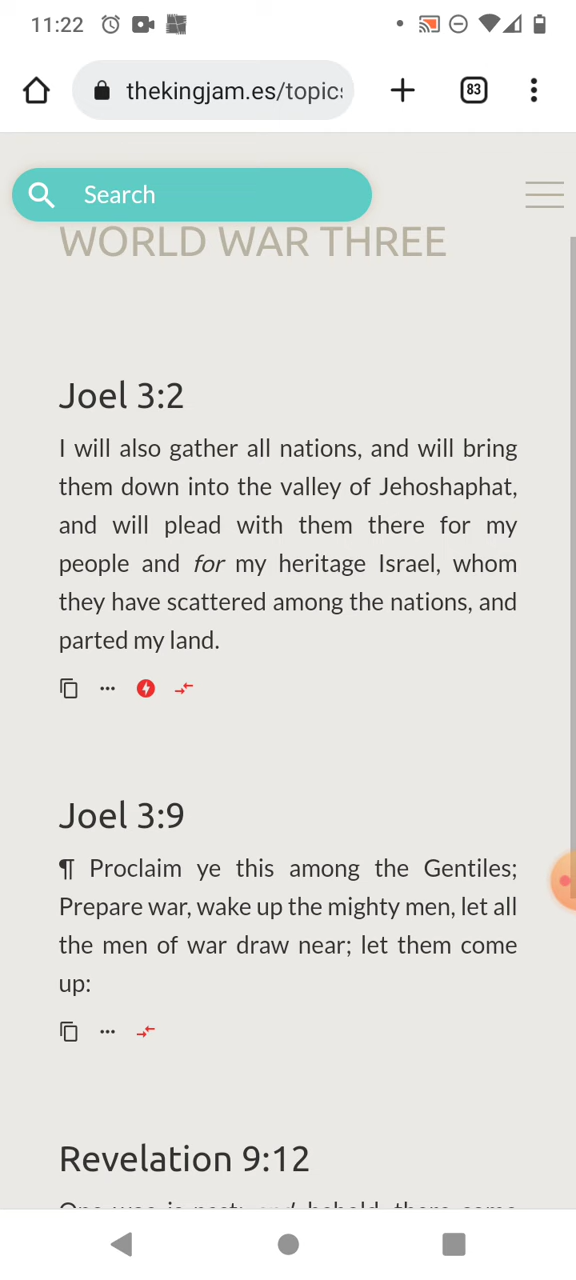 11:22
thekingjam.es/topic
83
Search
WORLD WAR THREE
Joel 3:2
I will also gather all nations, and will bring
them down into the valley of Jehoshaphat,
and will plead with them there for my
people and for my heritage Israel, whom
they have scattered among the nations, and
parted my land.
Joel 3:9
¶ Proclaim ye this among the Gentiles;
Prepare war, wake up the mighty men, let all
the men of war draw near; let them come
up:
Revelation 9:12